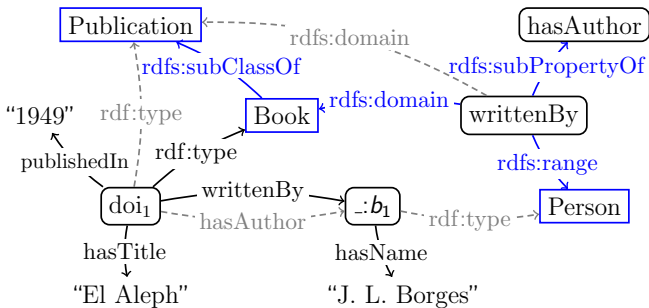 Publication
hasAuthor
rdfs:domain
rdfs:subClassOf
rdfs:subPropertyOf
“1949”
rdf:type
Book
rdfs:domain
writtenBy
publishedIn
rdf:type
rdfs:range
doi₁
writtenBy
_:b₁
hasAuthor
rdf:type
Person
hasTitle
hasName
“El Aleph”
“J. L. Borges”